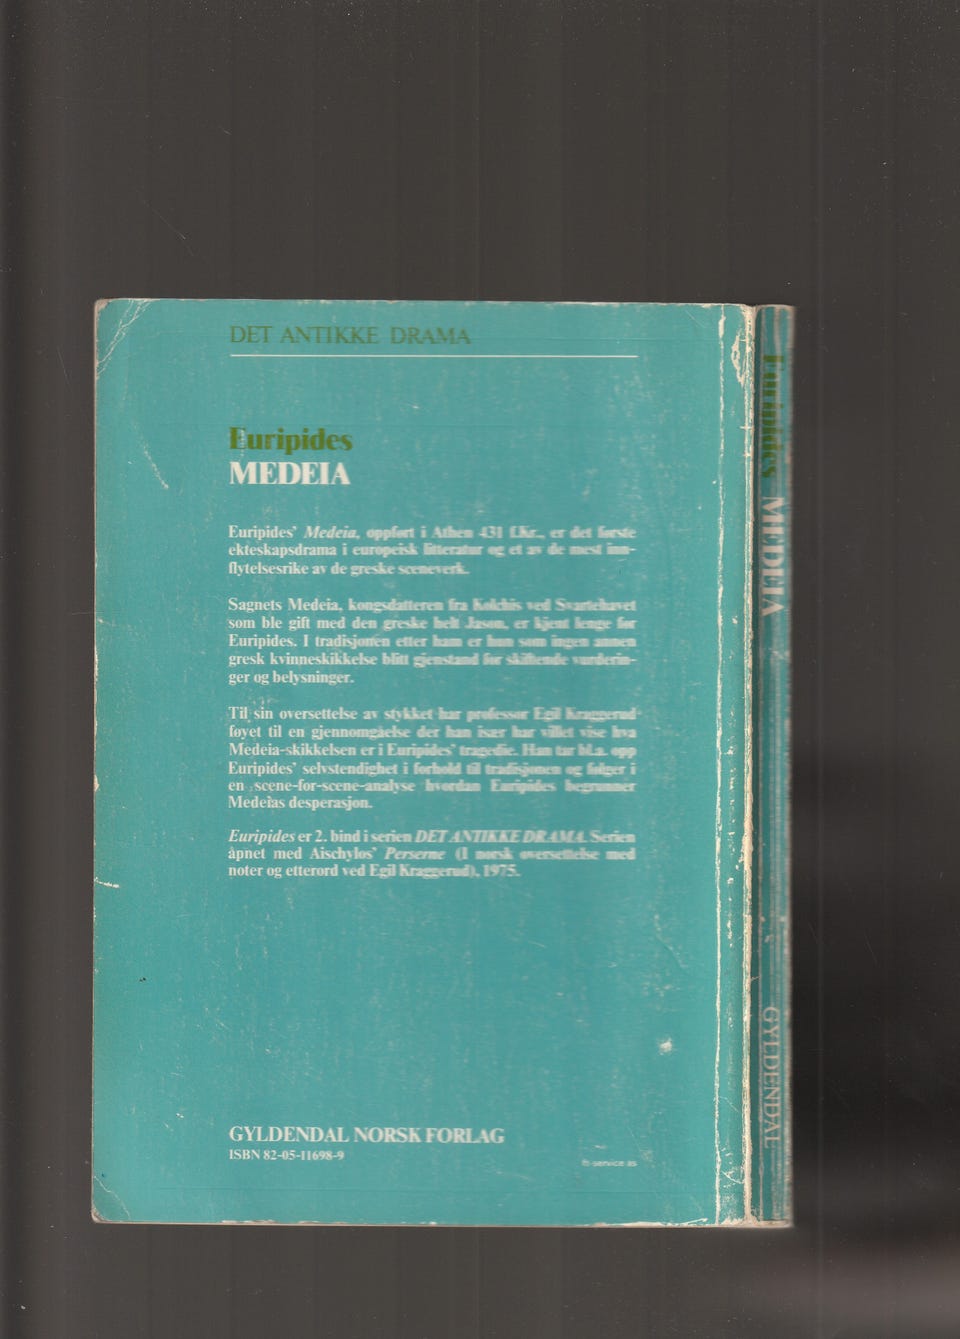 DET ANTIKKE DRAMA
Euripides
MEDEIA
Euripides' Medeia, oppført i Athen 431 f.Kr., er det første
ekteskapsdrama i europeisk litteratur og et av de mest inn-
flytelsesrike av de greske sceneverk.
Sagnets Medeia, kongsdatteren fra Kolchis ved Svartehavet
som ble gift med den greske helt Jason, er kjent lenge før
Euripides. I tradisjonen etter ham er hun som ingen annen
gresk kvinneskikkelse blitt gjenstand for skiftende vurderin-
ger og belysninger.
Til sin oversettelse av stykket har professor Egil Kraggerud
føyet til en gjennomgåelse der han især har villet vise hva
Medeia-skikkelsen er i Euripides' tragedie. Han tar bl.a. opp
Euripides' selvstendighet i forhold til tradisjonen og følger i
en scene-for-scene-analyse hvordan Euripides begrunner
Medeias desperasjon.
Euripides er 2. bind i serien DET ANTIKKE DRAMA. Serien
åpnet med Aischylos' Perserne (I norsk oversettelse med
noter og etterord ved Egil Kraggerud), 1975.
GYLDENDAL NORSK FORLAG
ISBN 82-05-11698-9
ft-service as
Euripides MEDEIA GYLDENDAL